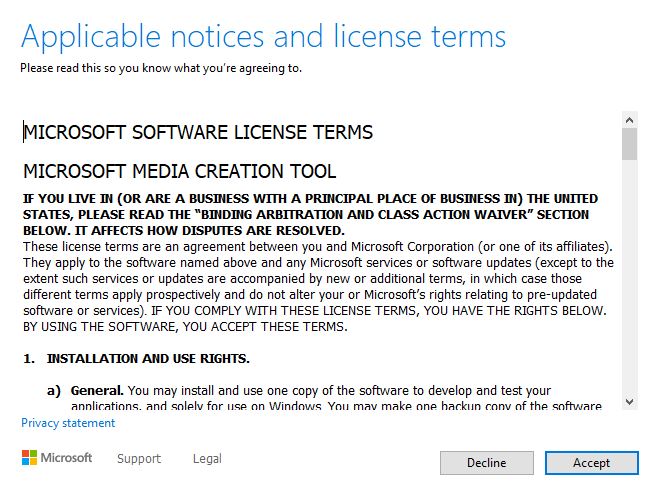 Applicable notices and license terms
Please read this so you know what you're agreeing to.
MICROSOFT SOFTWARE LICENSE TERMS
MICROSOFT MEDIA CREATION TOOL
IF YOU LIVE IN (OR ARE A BUSINESS WITH A PRINCIPAL PLACE OF BUSINESS IN) THE UNITED
STATES, PLEASE READ THE “BINDING ARBITRATION AND CLASS ACTION WAIVER” SECTION
BELOW. IT AFFECTS HOW DISPUTES ARE RESOLVED.
These license terms are an agreement between you and Microsoft Corporation (or one of its affiliates).
They apply to the software named above and any Microsoft services or software updates (except to the
extent such services or updates are accompanied by new or additional terms, in which case those
different terms apply prospectively and do not alter your or Microsoft’s rights relating to pre-updated
software or services). IF YOU COMPLY WITH THESE LICENSE TERMS, YOU HAVE THE RIGHTS BELOW.
BY USING THE SOFTWARE, YOU ACCEPT THESE TERMS.
1. INSTALLATION AND USE RIGHTS.
a) General. You may install and use one copy of the software to develop and test your
applications, and solely for use on Windows. You may make one backup copy of the software
Privacy statement
Microsoft Support Legal Decline Accept